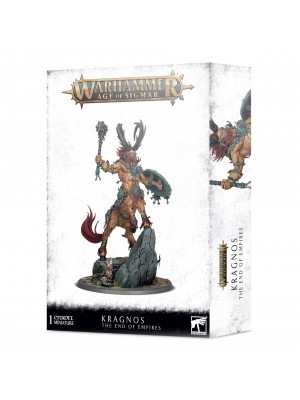 WARHAMMER
AGE OF SIGMAR
KRAGNOS
THE END OF EMPIRES
1 CITADEL
MINIATURE
KRAGNOS
THE END OF EMPIRES